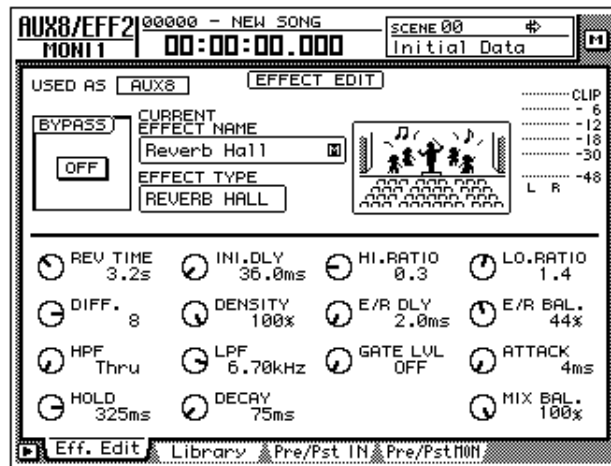 AUX8/EFF2
MONI1
00000 - NEW SONG
00:00:00.000
SCENE 00
Initial Data
M
USED AS AUX8
EFFECT EDIT
BYPASS
OFF
CURRENT
EFFECT NAME
Reverb Hall
EFFECT TYPE
REVERB HALL
CLIP
- 6
-12
-18
-30
-48
L R
REV TIME
3.2s
INI.DLY
36.0ms
HI.RATIO
0.3
LO.RATIO
1.4
DIFF.
8
DENSITY
100%
E/R DLY
2.0ms
E/R BAL.
44%
HPF
Thru
LPF
6.70kHz
GATE LVL
OFF
ATTACK
4ms
HOLD
325ms
DECAY
75ms
MIX BAL.
100%
Eff. Edit
Library
Pre/Pst IN
Pre/PstMON